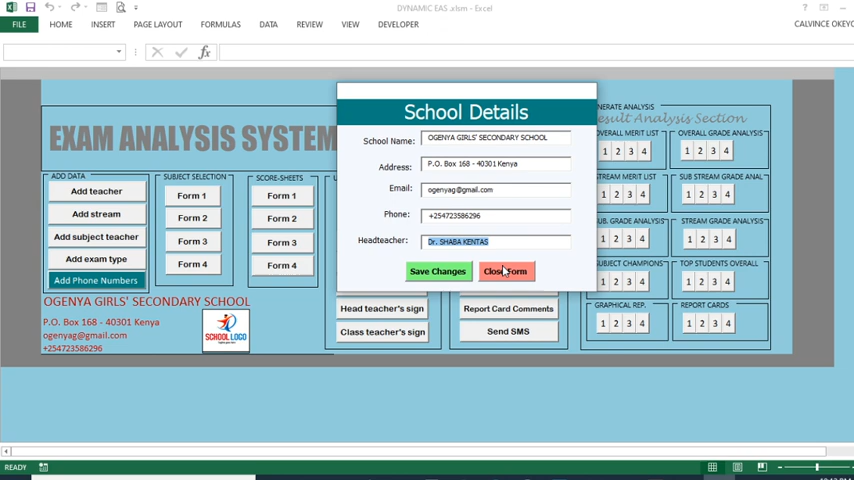 DYNAMIC EAS .xlsm - Excel
FILE HOME INSERT PAGE LAYOUT FORMULAS DATA REVIEW VIEW DEVELOPER CALVINCE OKEYO
fx
EXAM ANALYSIS SYSTEM
ADD DATA
Add teacher
Add stream
Add subject teacher
Add exam type
Add Phone Numbers
SUBJECT SELECTION
Form 1
Form 2
Form 3
Form 4
SCORE-SHEETS
Form 1
Form 2
Form 3
Form 4
OGENYA GIRLS' SECONDARY SCHOOL
P.O. Box 168 - 40301 Kenya
ogenyag@gmail.com
+254723586296
SCHOOL LOGO
School Details
School Name: OGENYA GIRLS' SECONDARY SCHOOL
Address: P.O. Box 168 - 40301 Kenya
Email: ogenyag@gmail.com
Phone: +254723586296
Headteacher: Dr. SHABA KENTAS
Save Changes Close Form
Head teacher's sign
Class teacher's sign
Report Card Comments
Send SMS
ENERATE ANALYSIS
Result Analysis Section
OVERALL MERIT LIST
1 2 3 4
OVERALL GRADE ANALYSIS
1 2 3 4
STREAM MERIT LIST
1 2 3 4
SUB STREAM GRADE ANAL
1 2 3 4
SUB. GRADE ANALYSIS
1 2 3 4
STREAM GRADE ANALYSIS
1 2 3 4
SUBJECT CHAMPIONS
1 2 3 4
TOP STUDENTS OVERALL
1 2 3 4
GRAPHICAL REP.
1 2 3 4
REPORT CARDS
1 2 3 4
READY